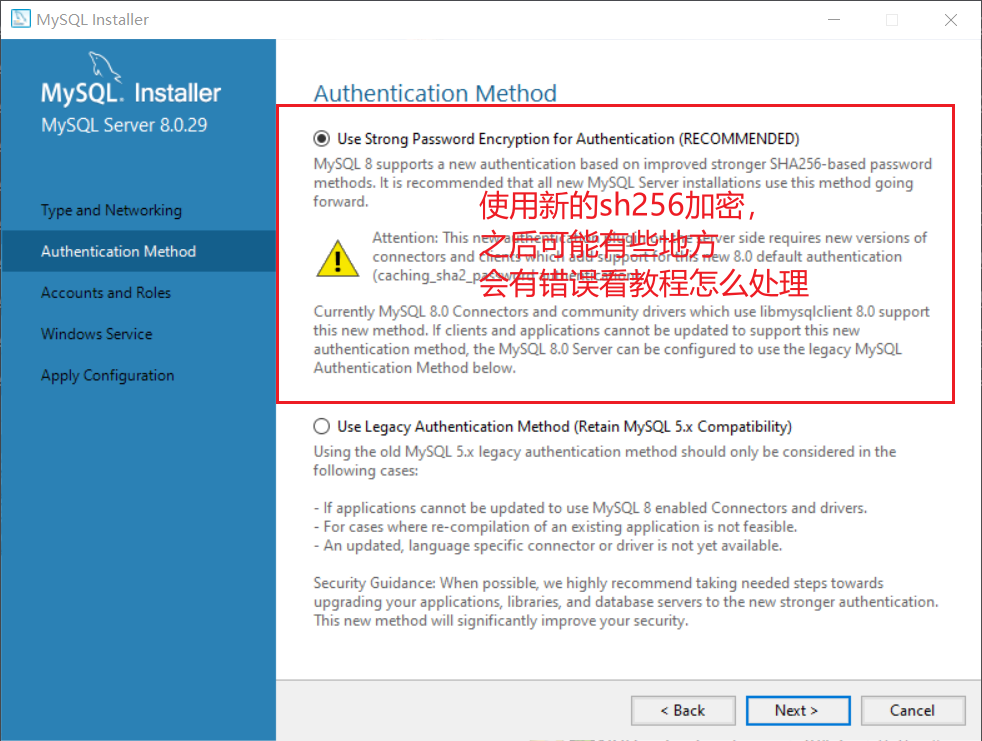 MySQL Installer
MySQL. Installer
MySQL Server 8.0.29
Type and Networking
Authentication Method
Accounts and Roles
Windows Service
Apply Configuration
Authentication Method
Use Strong Password Encryption for Authentication (RECOMMENDED)
MySQL 8 supports a new authentication based on improved stronger SHA256-based password
methods. It is recommended that all new MySQL Server installations use this method going
forward.
使用新的sh256加密，
之后可能有些地方
会有错误看教程怎么处理
Attention: This new authentication plugin on the server side requires new versions of
connectors and clients which add support for this new 8.0 default authentication
(caching_sha2_password authentication).
Currently MySQL 8.0 Connectors and community drivers which use libmysqlclient 8.0 support
this new method. If clients and applications cannot be updated to support this new
authentication method, the MySQL 8.0 Server can be configured to use the legacy MySQL
Authentication Method below.
Use Legacy Authentication Method (Retain MySQL 5.x Compatibility)
Using the old MySQL 5.x legacy authentication method should only be considered in the
following cases:
- If applications cannot be updated to use MySQL 8 enabled Connectors and drivers.
- For cases where re-compilation of an existing application is not feasible.
- An updated, language specific connector or driver is not yet available.
Security Guidance: When possible, we highly recommend taking needed steps towards
upgrading your applications, libraries, and database servers to the new stronger authentication.
This new method will significantly improve your security.
< Back
Next >
Cancel